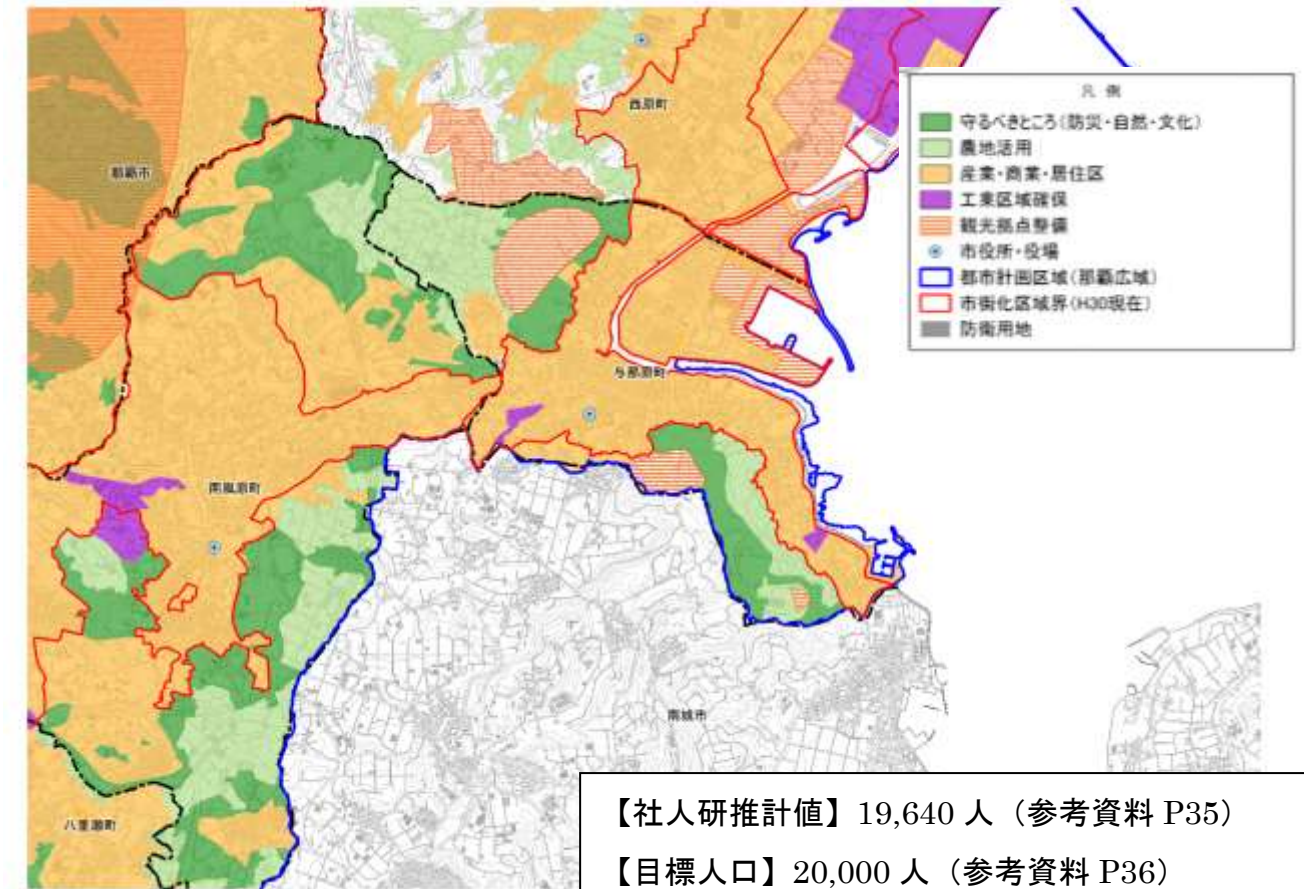 西原町
那覇市
凡例
守るべきところ(防災・自然・文化)
農地活用
産業・商業・居住区
工業区域確保
観光拠点整備
市役所・役場
都市計画区域(那覇広域)
市街化区域界(H30現在)
防衛用地
与那原町
南風原町
南城市
八重瀬町
【社人研推計値】19,640 人(参考資料 P35)
【目標人口】20,000 人(参考資料 P36)